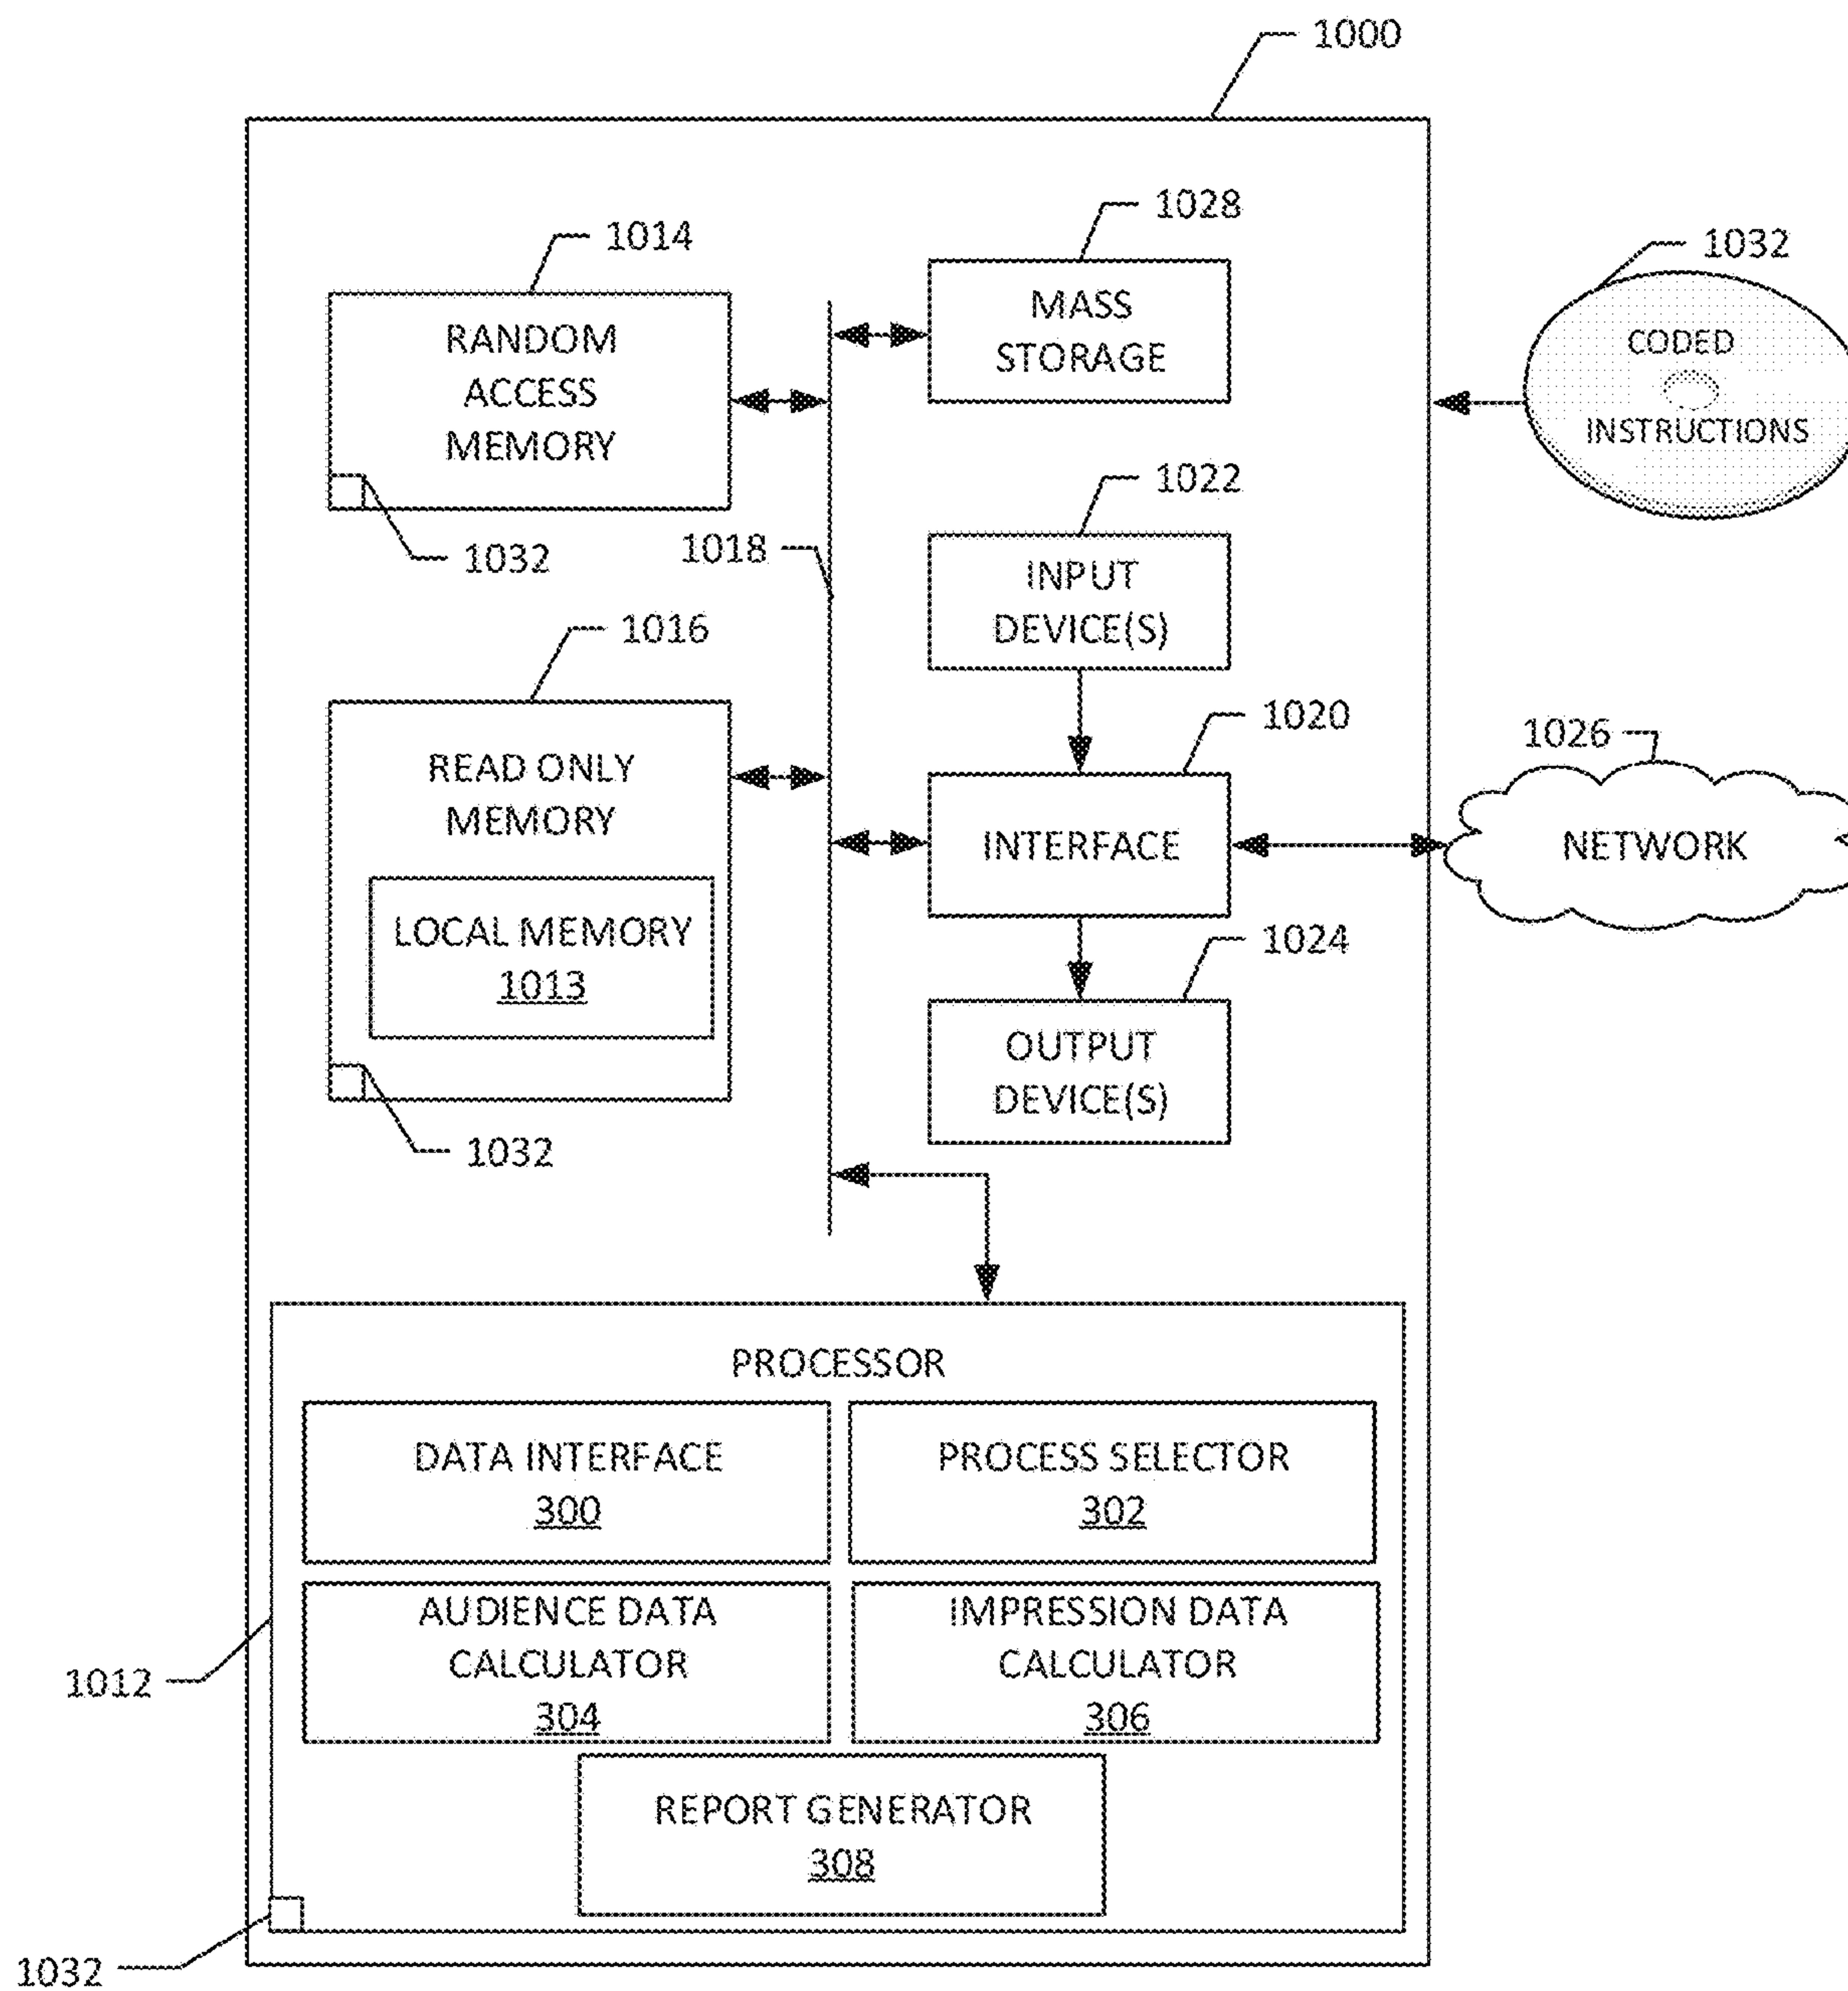 1000
1028
1014
1032
MASS
STORAGE
RANDOM
ACCESS
MEMORY
CODED
INSTRUCTIONS
1022
1032
1018
INPUT
DEVICE(S)
1016
1020
1026
READ ONLY
MEMORY
INTERFACE
NETWORK
LOCAL MEMORY
1013
1024
OUTPUT
DEVICE(S)
1032
PROCESSOR
DATA INTERFACE
300
PROCESS SELECTOR
302
AUDIENCE DATA
CALCULATOR
304
IMPRESSION DATA
CALCULATOR
306
1012
REPORT GENERATOR
308
1032